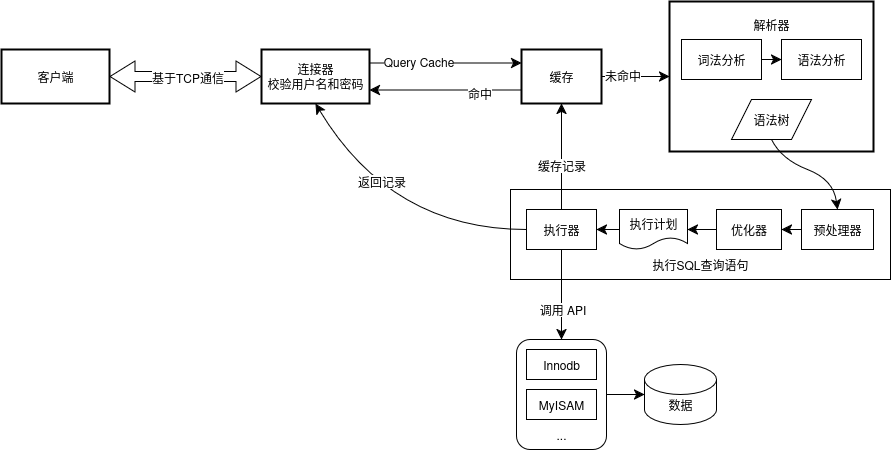 解析器
词法分析
语法分析
语法树
客户端
基于TCP通信
连接器
校验用户名和密码
Query Cache
命中
缓存
未命中
缓存记录
返回记录
执行器
执行计划
优化器
预处理器
执行SQL查询语句
调用 API
Innodb
MyISAM
...
数据